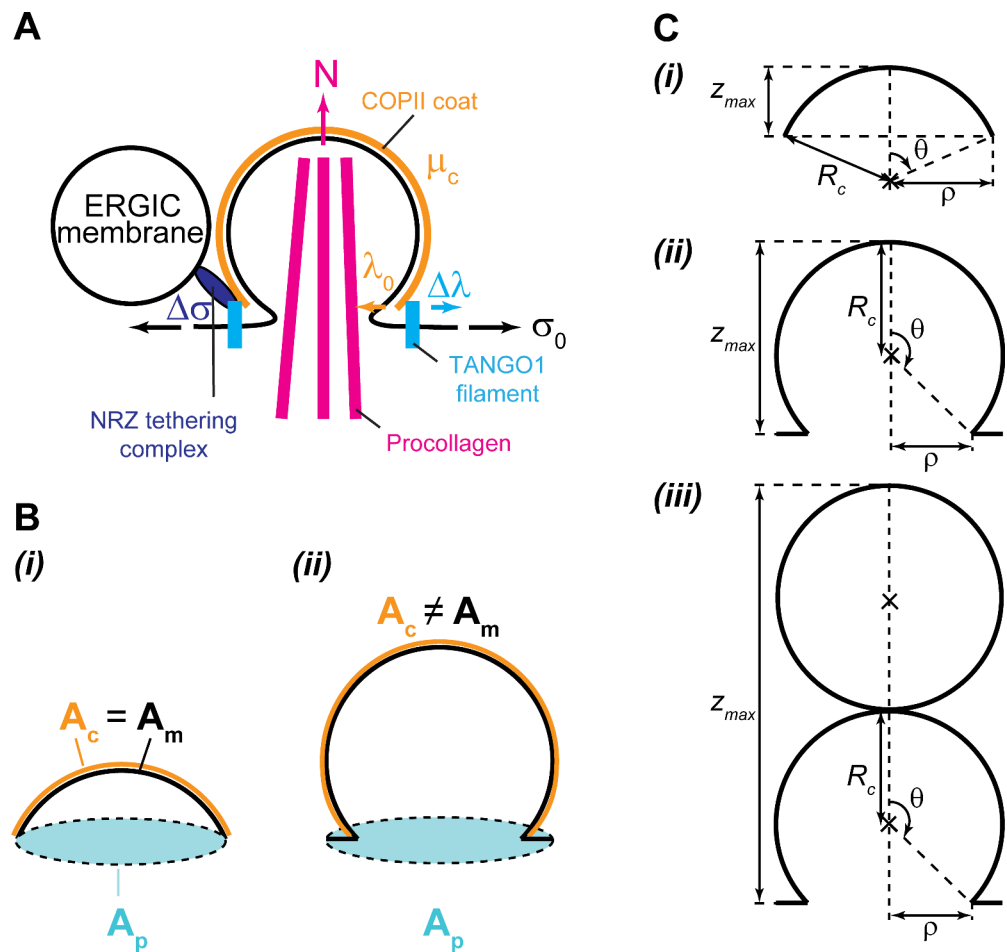 A
N
COPII coat
μc
ERGIC
membrane
λ0
Δλ
Δσ
σ0
TANGO1
filament
NRZ tethering
complex
Procollagen
B
(i)
Ac = Am
Ap
(ii)
Ac ≠ Am
Ap
C
(i)
zmax
θ
Rc
ρ
(ii)
zmax
Rc
θ
ρ
(iii)
zmax
Rc
θ
ρ